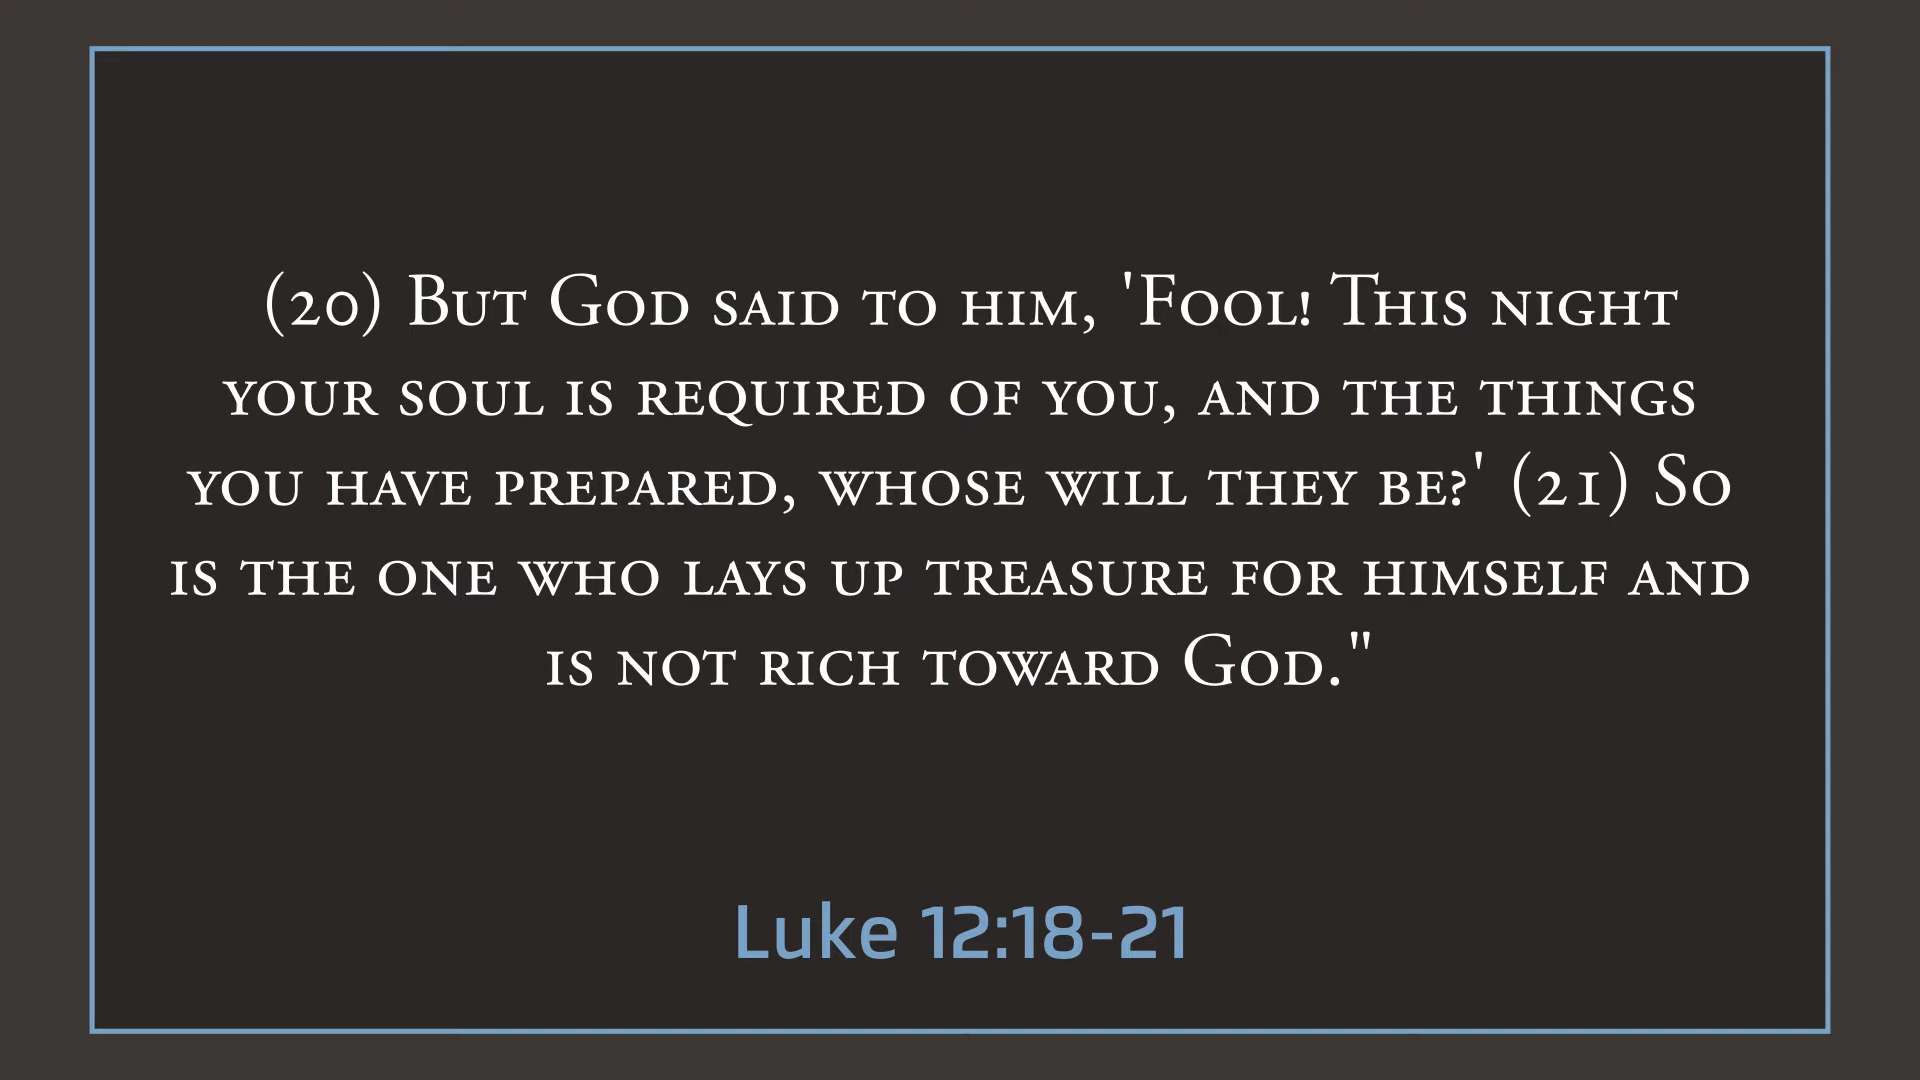 (20) But God said to him, 'Fool! This night
your soul is required of you, and the things
you have prepared, whose will they be?' (21) So
is the one who lays up treasure for himself and
is not rich toward God."
Luke 12:18-21